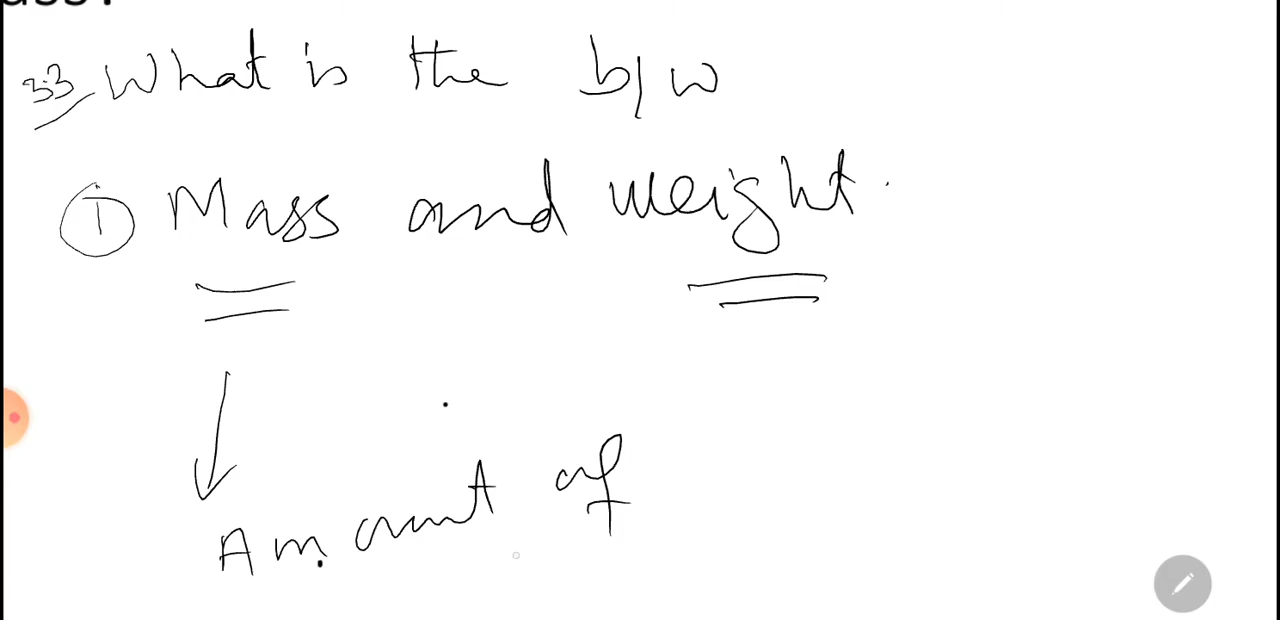 3.3 What is the b/w
① Mass and weight.
Amount of